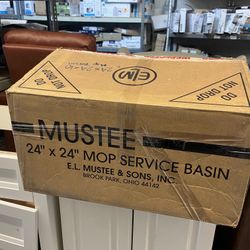 DO
NOT DROP
ELM
DO
NOT DROP
MUSTEE
24" x 24" MOP SERVICE BASIN
E.L. MUSTEE & SONS, INC.
BROOK PARK, OHIO 44142